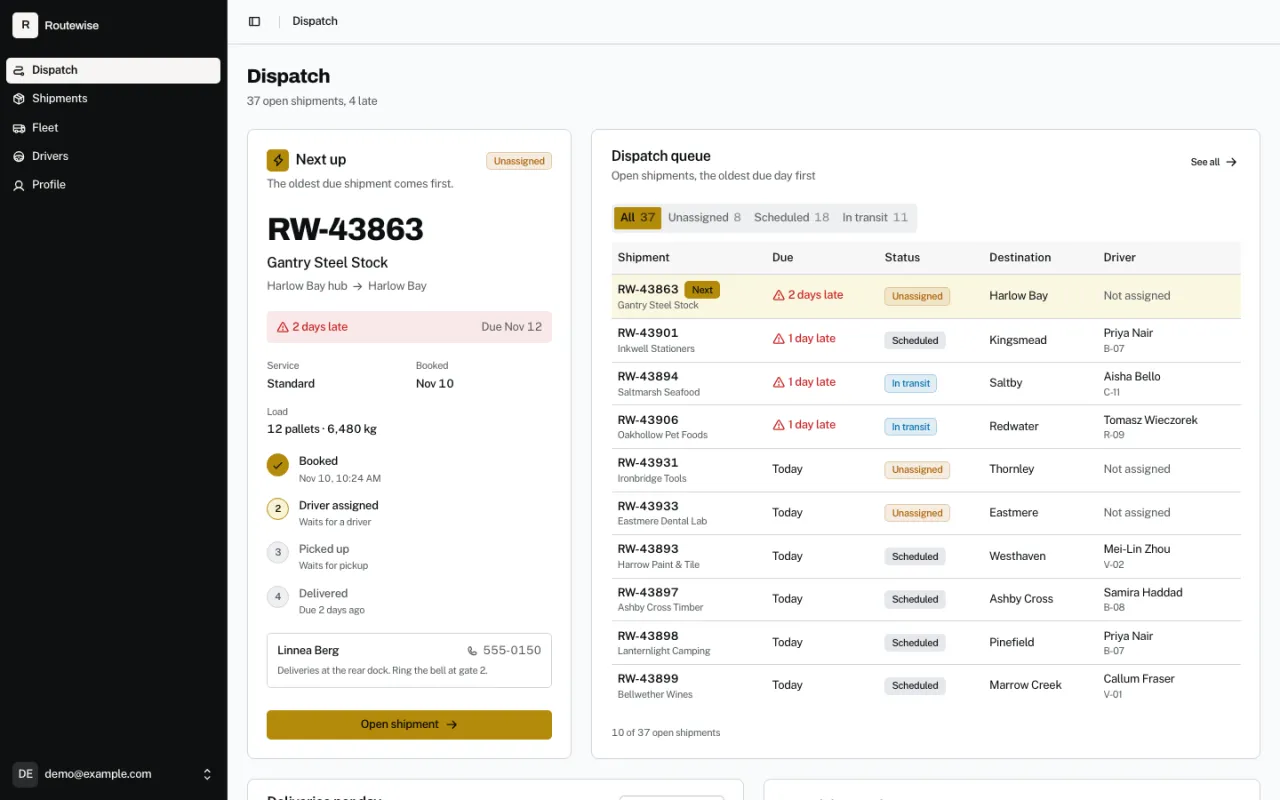 R Routewise
Dispatch
Shipments
Fleet
Drivers
Profile
DE demo@example.com
Dispatch
Dispatch
37 open shipments, 4 late
Next up Unassigned
The oldest due shipment comes first.
RW-43863
Gantry Steel Stock
Harlow Bay hub → Harlow Bay
2 days late Due Nov 12
Service Booked
Standard Nov 10
Load
12 pallets · 6,480 kg
Booked
Nov 10, 10:24 AM
2 Driver assigned
Waits for a driver
3 Picked up
Waits for pickup
4 Delivered
Due 2 days ago
Linnea Berg 555-0150
Deliveries at the rear dock. Ring the bell at gate 2.
Open shipment →
Dispatch queue
Open shipments, the oldest due day first
See all →
All 37 Unassigned 8 Scheduled 18 In transit 11
Shipment Due Status Destination Driver
RW-43863 Next 2 days late Unassigned Harlow Bay Not assigned
Gantry Steel Stock
RW-43901 1 day late Scheduled Kingsmead Priya Nair
Inkwell Stationers B-07
RW-43894 1 day late In transit Saltby Aisha Bello
Saltmarsh Seafood C-11
RW-43906 1 day late In transit Redwater Tomasz Wieczorek
Oakhollow Pet Foods R-09
RW-43931 Today Unassigned Thornley Not assigned
Ironbridge Tools
RW-43933 Today Unassigned Eastmere Not assigned
Eastmere Dental Lab
RW-43893 Today Scheduled Westhaven Mei-Lin Zhou
Harrow Paint & Tile V-02
RW-43897 Today Scheduled Ashby Cross Samira Haddad
Ashby Cross Timber B-08
RW-43898 Today Scheduled Pinefield Priya Nair
Lanternlight Camping B-07
RW-43899 Today Scheduled Marrow Creek Callum Fraser
Bellwether Wines V-01
10 of 37 open shipments
Deliveries per day